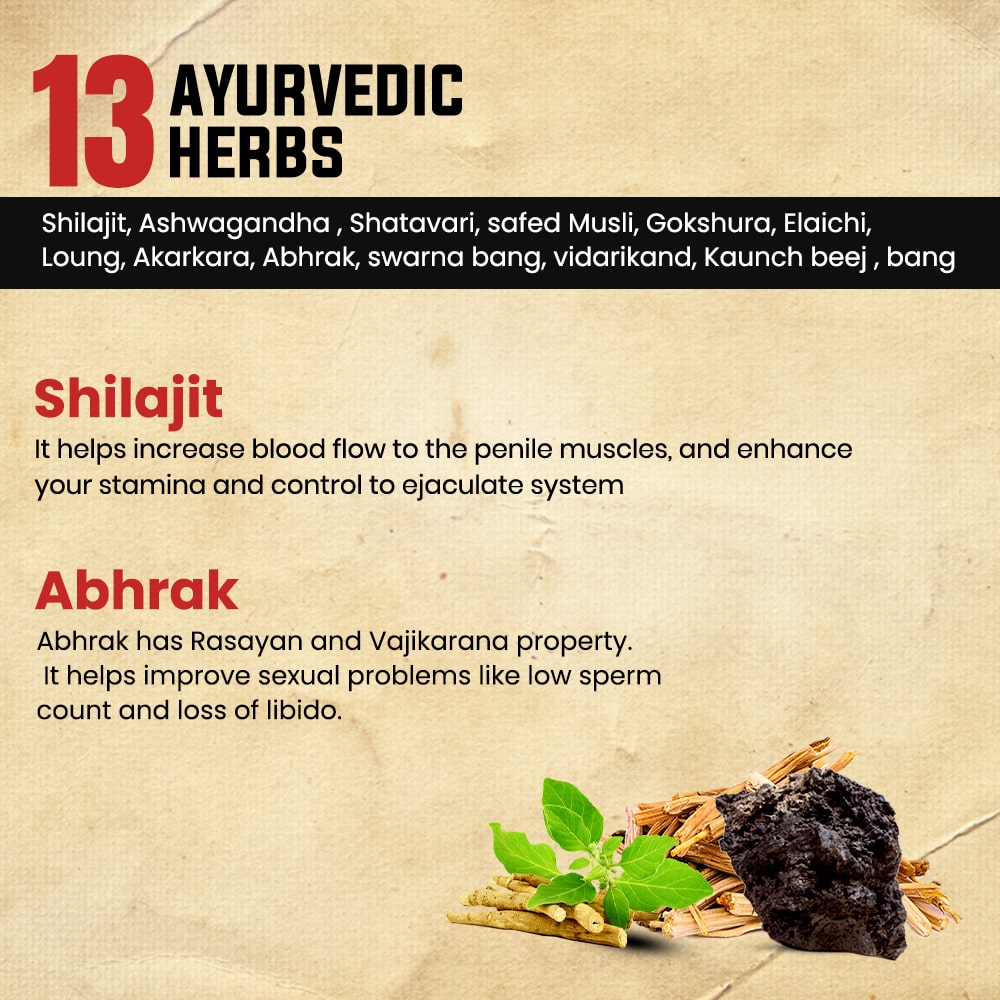 13 AYURVEDIC
HERBS
Shilajit, Ashwagandha , Shatavari, safed Musli, Gokshura, Elaichi,
Loung, Akarkara, Abhrak, swarna bang, vidarikand, Kaunch beej , bang
Shilajit
It helps increase blood flow to the penile muscles, and enhance
your stamina and control to ejaculate system
Abhrak
Abhrak has Rasayan and Vajikarana property.
It helps improve sexual problems like low sperm
count and loss of libido.